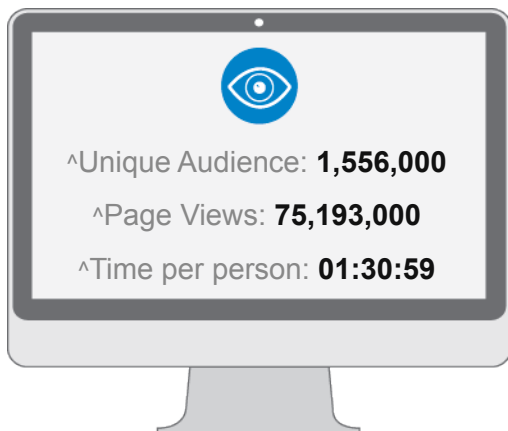 ^Unique Audience: 1,556,000
^Page Views: 75,193,000
^Time per person: 01:30:59